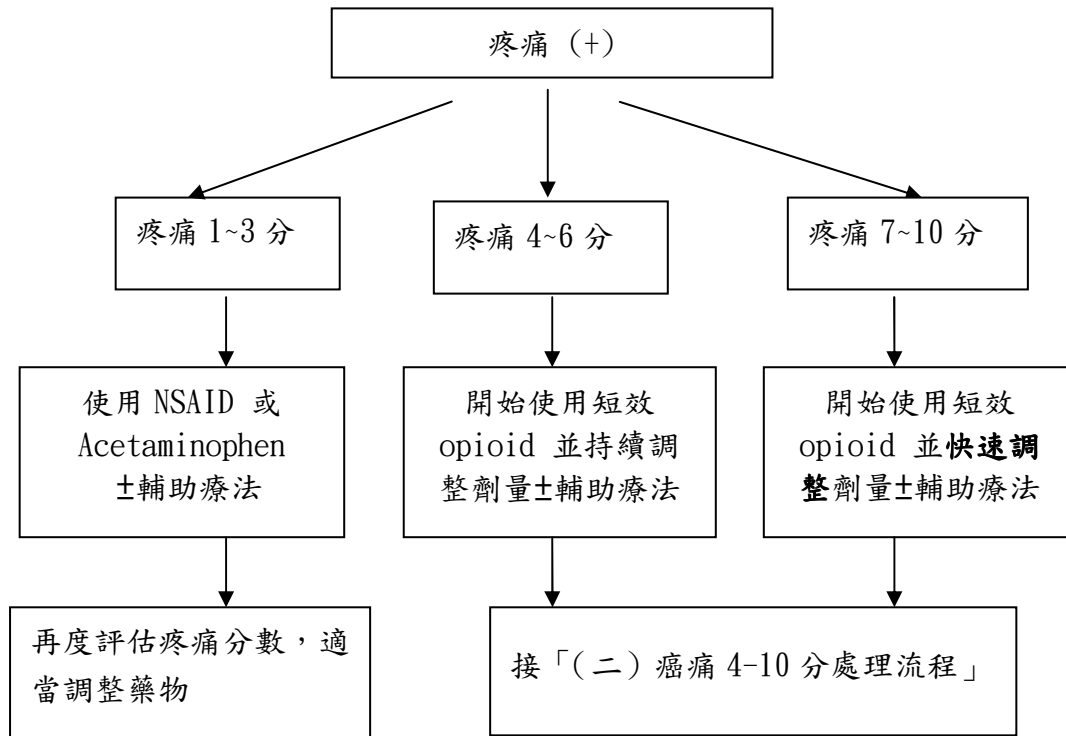 疼痛 (+)
疼痛 1~3 分
疼痛 4~6 分
疼痛 7~10 分
使用 NSAID 或
Acetaminophen
±輔助療法
開始使用短效
opioid 並持續調
整劑量±輔助療法
開始使用短效
opioid 並快速調
整劑量±輔助療法
再度評估疼痛分數，適
當調整藥物
接「(二) 癌痛 4-10 分處理流程」